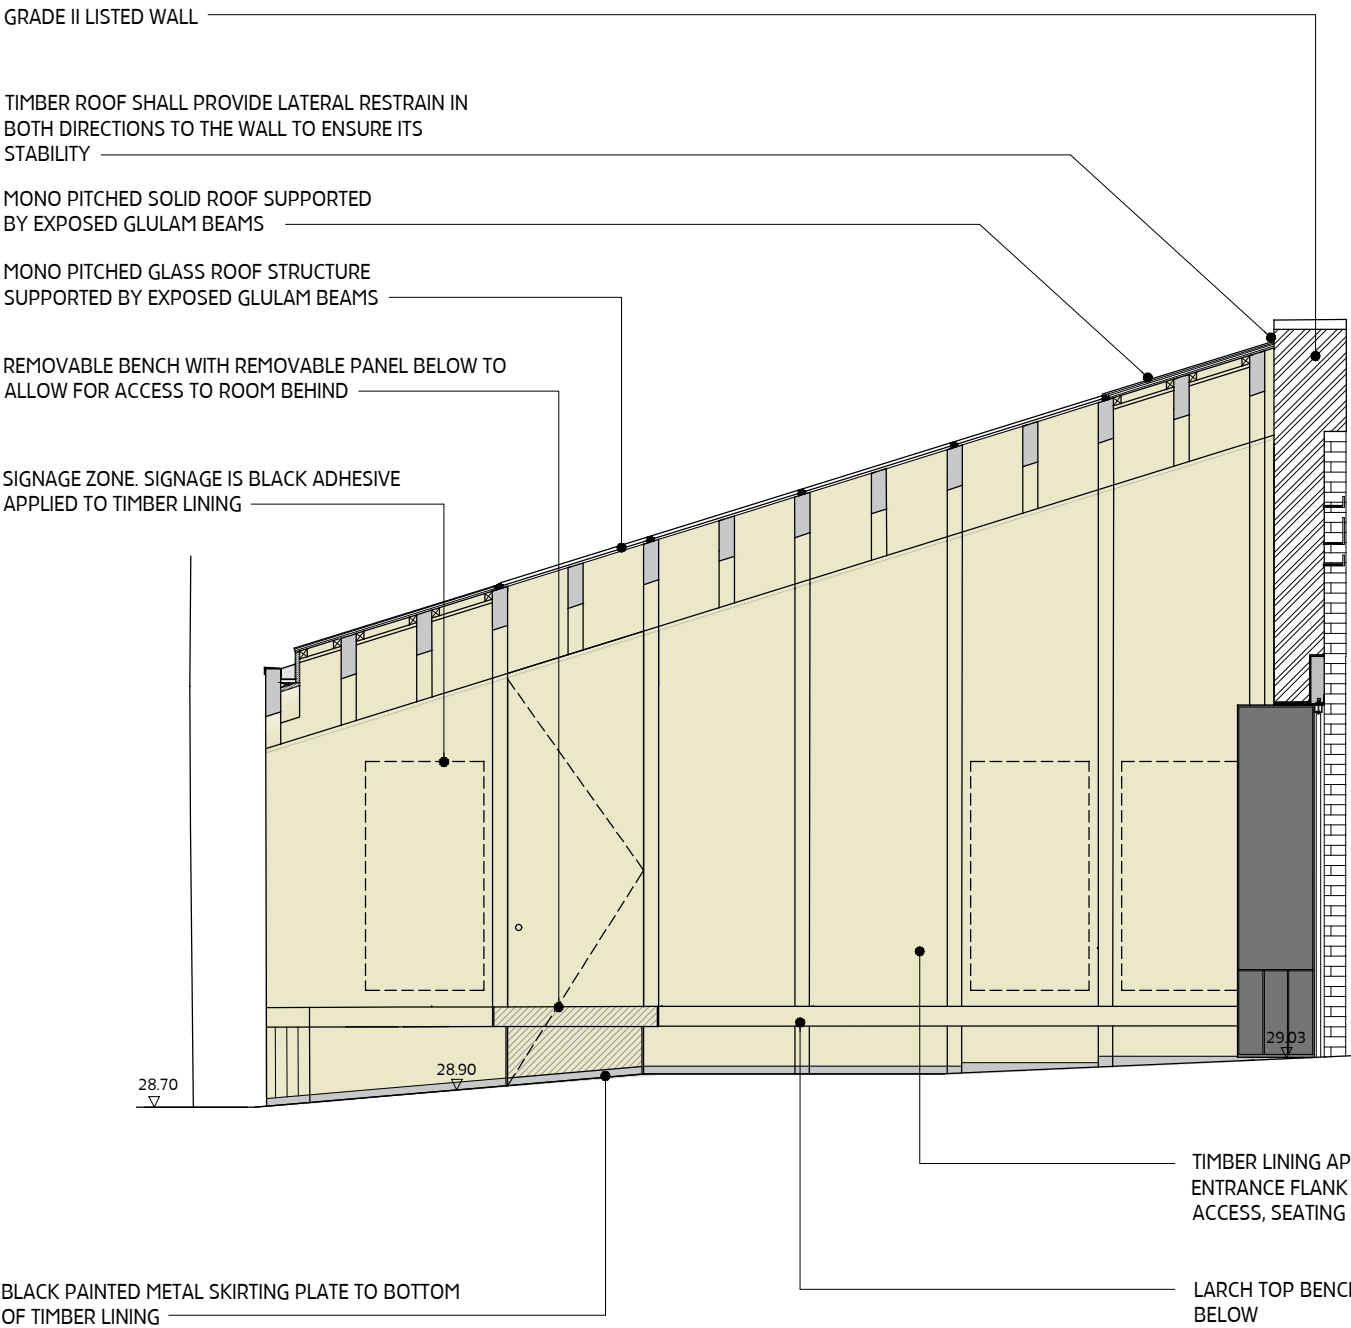 GRADE II LISTED WALL
TIMBER ROOF SHALL PROVIDE LATERAL RESTRAIN IN
BOTH DIRECTIONS TO THE WALL TO ENSURE ITS
STABILITY
MONO PITCHED SOLID ROOF SUPPORTED
BY EXPOSED GLULAM BEAMS
MONO PITCHED GLASS ROOF STRUCTURE
SUPPORTED BY EXPOSED GLULAM BEAMS
REMOVABLE BENCH WITH REMOVABLE PANEL BELOW TO
ALLOW FOR ACCESS TO ROOM BEHIND
SIGNAGE ZONE. SIGNAGE IS BLACK ADHESIVE
APPLIED TO TIMBER LINING
29.03
28.90
28.70
TIMBER LINING AP
ENTRANCE FLANK
ACCESS, SEATING
BLACK PAINTED METAL SKIRTING PLATE TO BOTTOM
OF TIMBER LINING
LARCH TOP BENC
BELOW